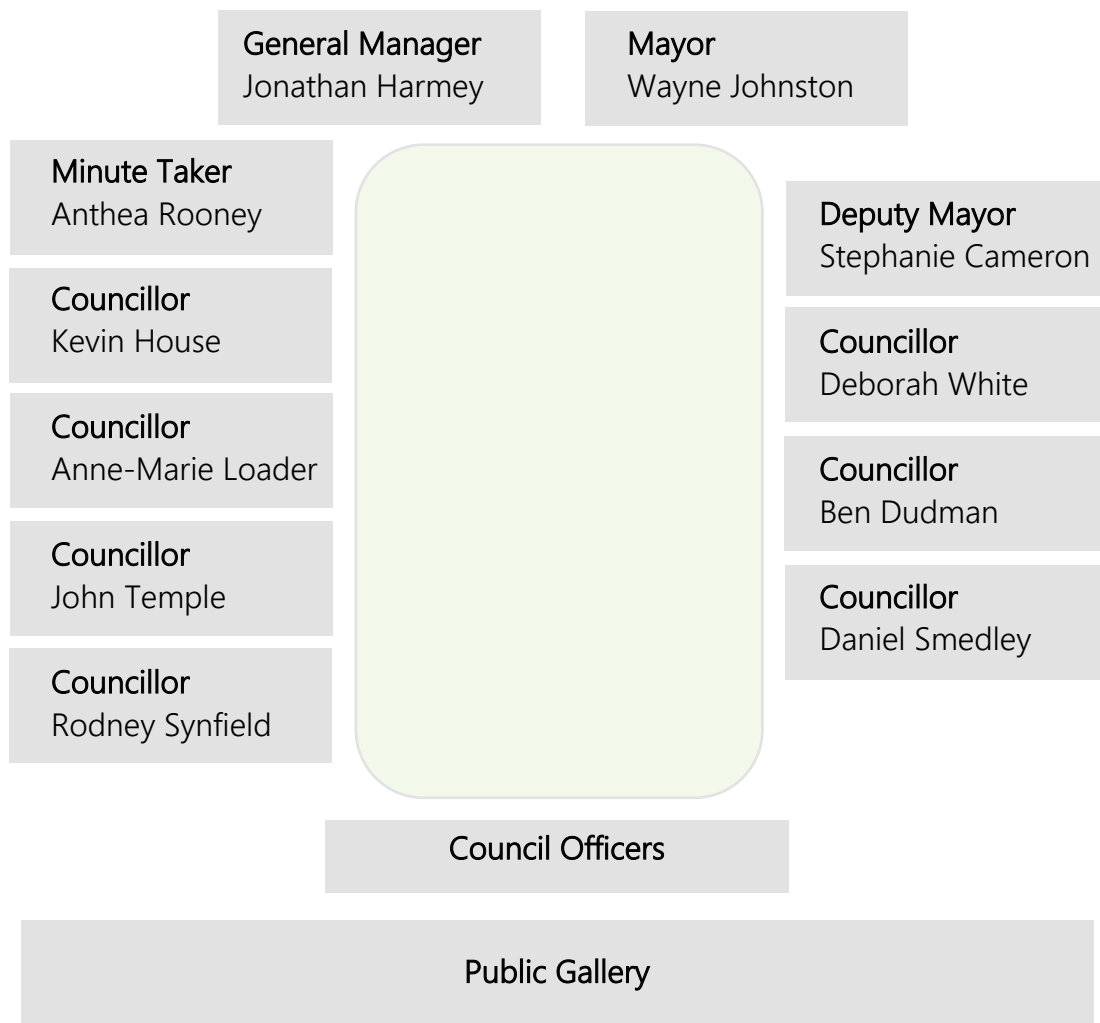 General Manager
Jonathan Harmey
Mayor
Wayne Johnston
Minute Taker
Anthea Rooney
Councillor
Kevin House
Councillor
Anne-Marie Loader
Councillor
John Temple
Councillor
Rodney Synfield
Deputy Mayor
Stephanie Cameron
Councillor
Deborah White
Councillor
Ben Dudman
Councillor
Daniel Smedley
Council Officers
Public Gallery